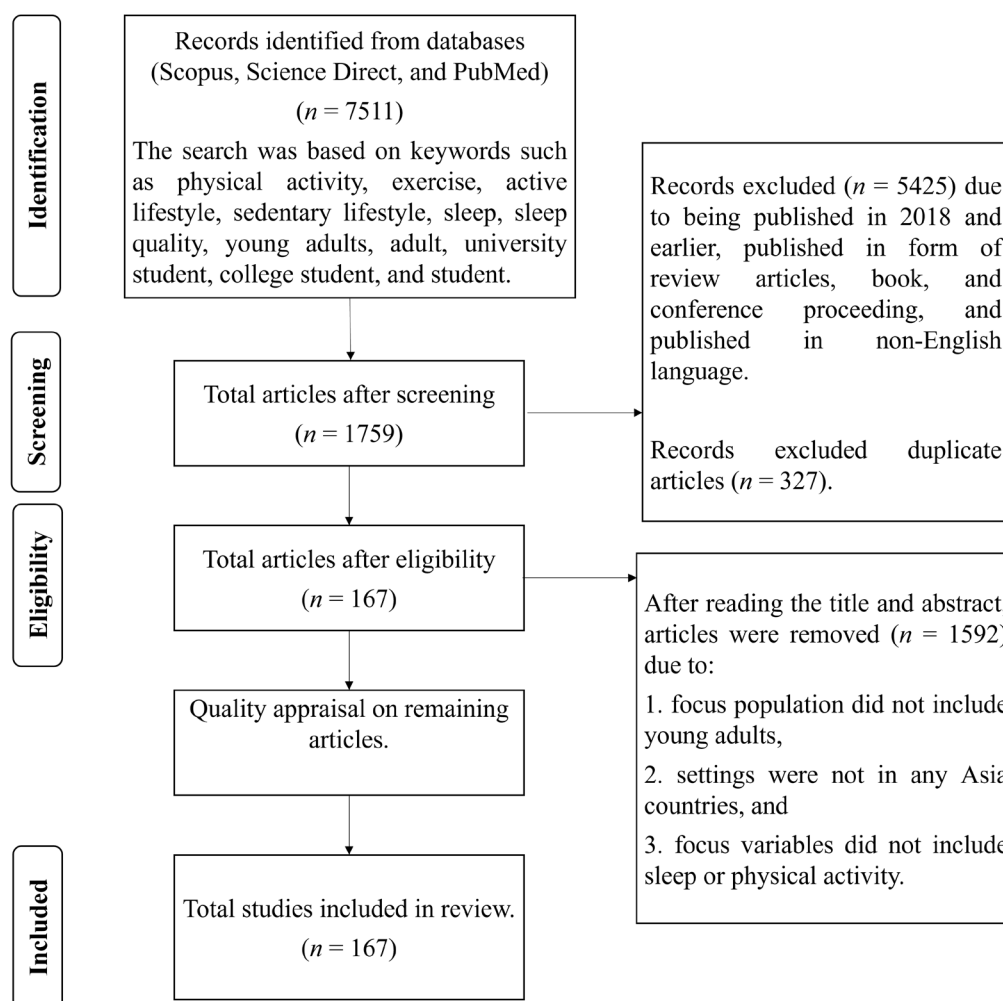 Identification
Records identified from databases
(Scopus, Science Direct, and PubMed)
(n = 7511)
The search was based on keywords such
as physical activity, exercise, active
lifestyle, sedentary lifestyle, sleep, sleep
quality, young adults, adult, university
student, college student, and student.
Records excluded (n = 5425) due
to being published in 2018 and
earlier, published in form of
review articles, book, and
conference proceeding, and
published in non-English
language.
Records excluded duplicate
articles (n = 327).
Screening
Total articles after screening
(n = 1759)
Eligibility
Total articles after eligibility
(n = 167)
After reading the title and abstract,
articles were removed (n = 1592)
due to:
1. focus population did not include
young adults,
2. settings were not in any Asia
countries, and
3. focus variables did not include
sleep or physical activity.
Quality appraisal on remaining
articles.
Included
Total studies included in review.
(n = 167)